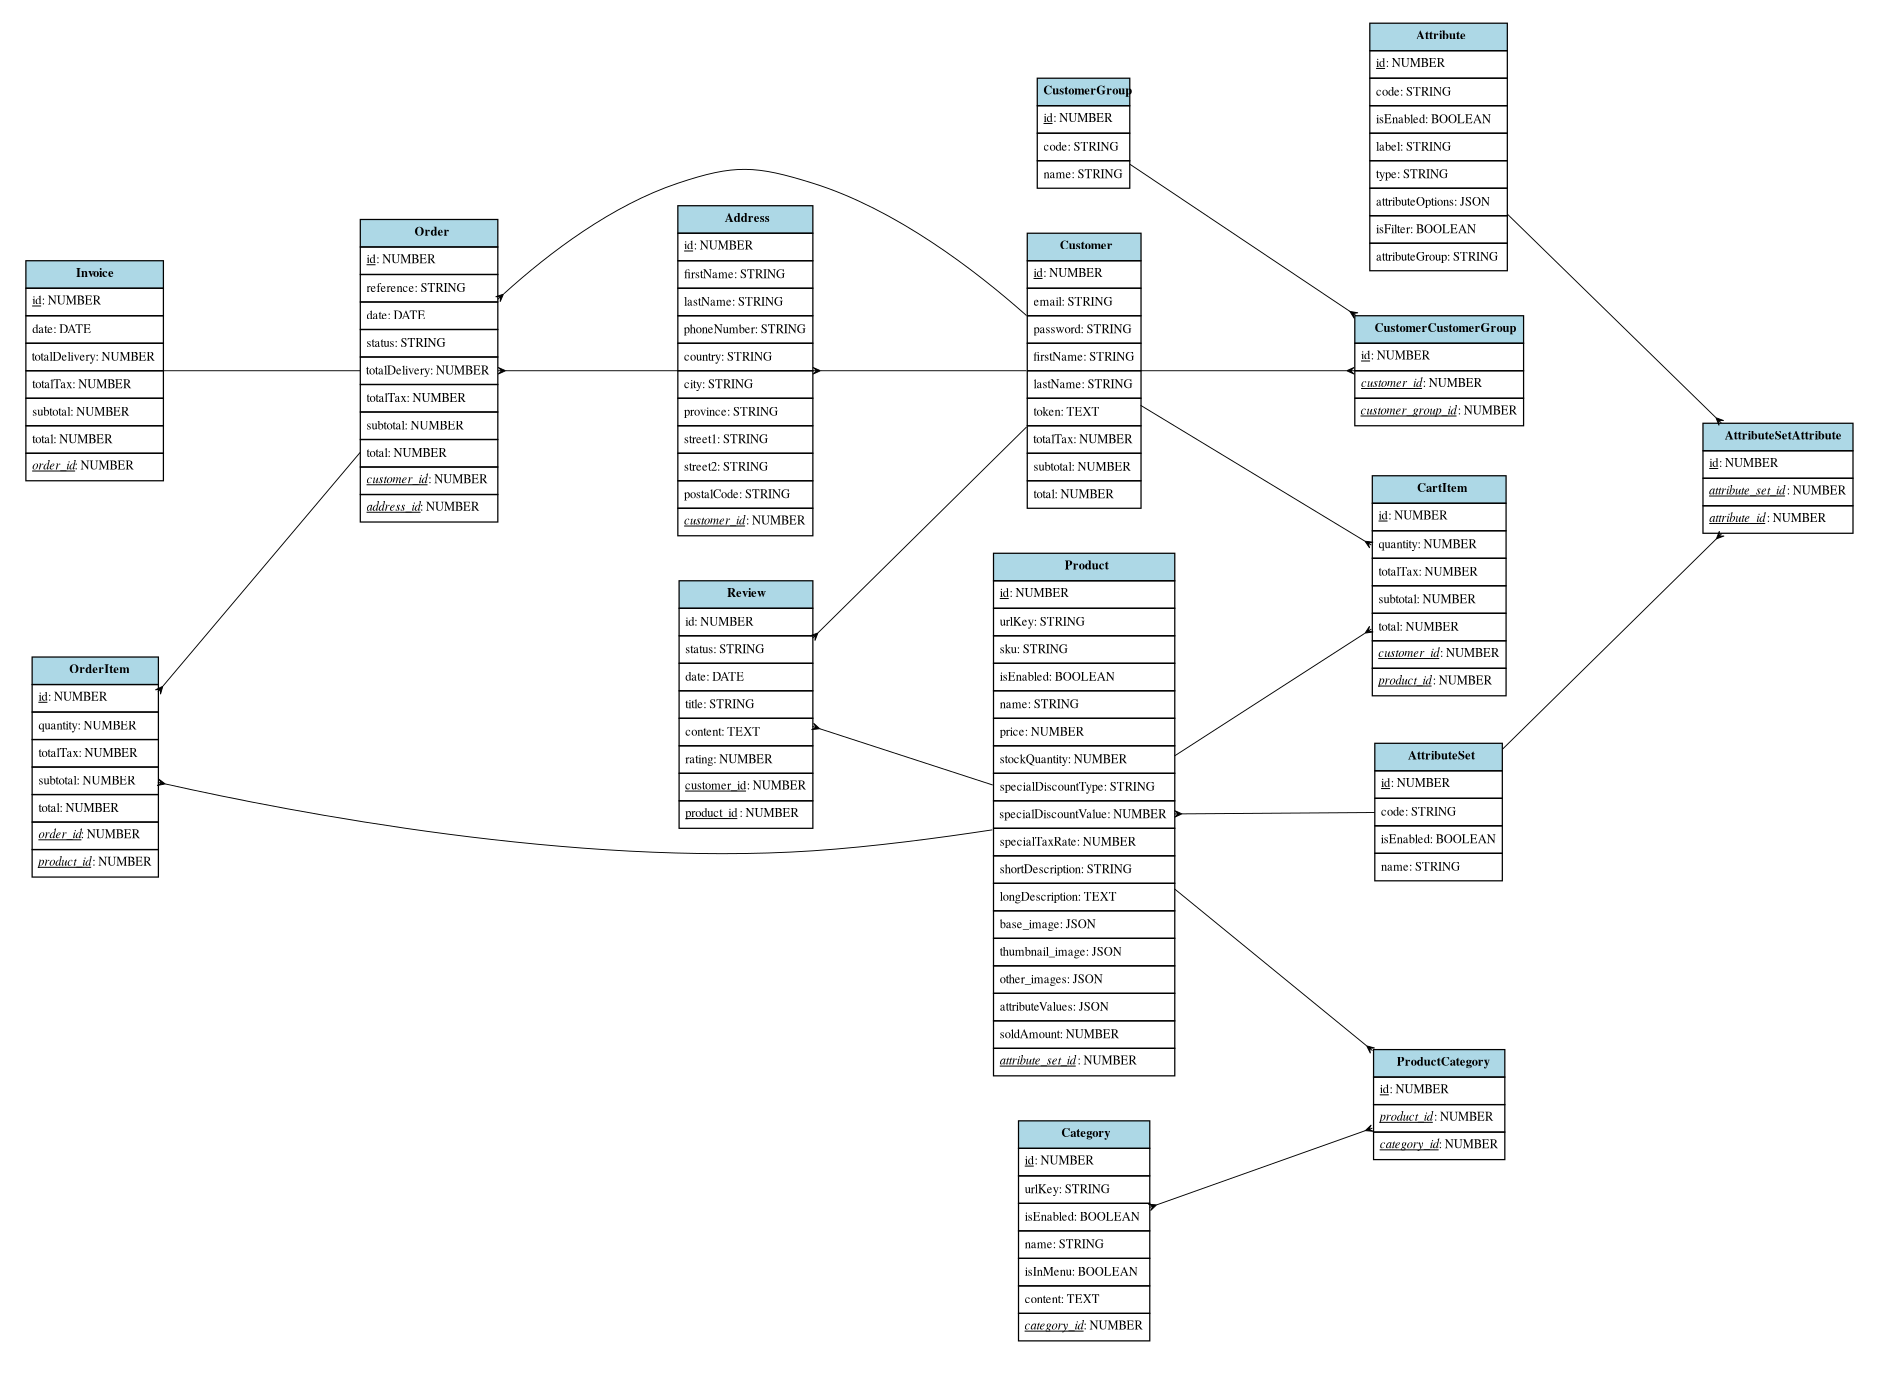 Attribute
id: NUMBER
code: STRING
isEnabled: BOOLEAN
label: STRING
type: STRING
attributeOptions: JSON
isFilter: BOOLEAN
attributeGroup: STRING
CustomerGroup
id: NUMBER
code: STRING
name: STRING
Address
id: NUMBER
firstName: STRING
lastName: STRING
phoneNumber: STRING
country: STRING
city: STRING
province: STRING
street1: STRING
street2: STRING
postalCode: STRING
customer_id: NUMBER
Order
id: NUMBER
reference: STRING
date: DATE
status: STRING
totalDelivery: NUMBER
totalTax: NUMBER
subtotal: NUMBER
total: NUMBER
customer_id: NUMBER
address_id: NUMBER
Customer
id: NUMBER
email: STRING
password: STRING
firstName: STRING
lastName: STRING
token: TEXT
totalTax: NUMBER
subtotal: NUMBER
total: NUMBER
Invoice
id: NUMBER
date: DATE
totalDelivery: NUMBER
totalTax: NUMBER
subtotal: NUMBER
total: NUMBER
order_id: NUMBER
CustomerCustomerGroup
id: NUMBER
customer_id: NUMBER
customer_group_id: NUMBER
AttributeSetAttribute
id: NUMBER
attribute_set_id: NUMBER
attribute_id: NUMBER
CartItem
id: NUMBER
quantity: NUMBER
totalTax: NUMBER
subtotal: NUMBER
total: NUMBER
customer_id: NUMBER
product_id: NUMBER
Product
id: NUMBER
urlKey: STRING
sku: STRING
isEnabled: BOOLEAN
name: STRING
price: NUMBER
stockQuantity: NUMBER
specialDiscountType: STRING
specialDiscountValue: NUMBER
specialTaxRate: NUMBER
shortDescription: STRING
longDescription: TEXT
base_image: JSON
thumbnail_image: JSON
other_images: JSON
attributeValues: JSON
soldAmount: NUMBER
attribute_set_id: NUMBER
Review
id: NUMBER
status: STRING
date: DATE
title: STRING
content: TEXT
rating: NUMBER
customer_id: NUMBER
product_id: NUMBER
OrderItem
id: NUMBER
quantity: NUMBER
totalTax: NUMBER
subtotal: NUMBER
total: NUMBER
order_id: NUMBER
product_id: NUMBER
AttributeSet
id: NUMBER
code: STRING
isEnabled: BOOLEAN
name: STRING
ProductCategory
id: NUMBER
product_id: NUMBER
category_id: NUMBER
Category
id: NUMBER
urlKey: STRING
isEnabled: BOOLEAN
name: STRING
isInMenu: BOOLEAN
content: TEXT
category_id: NUMBER